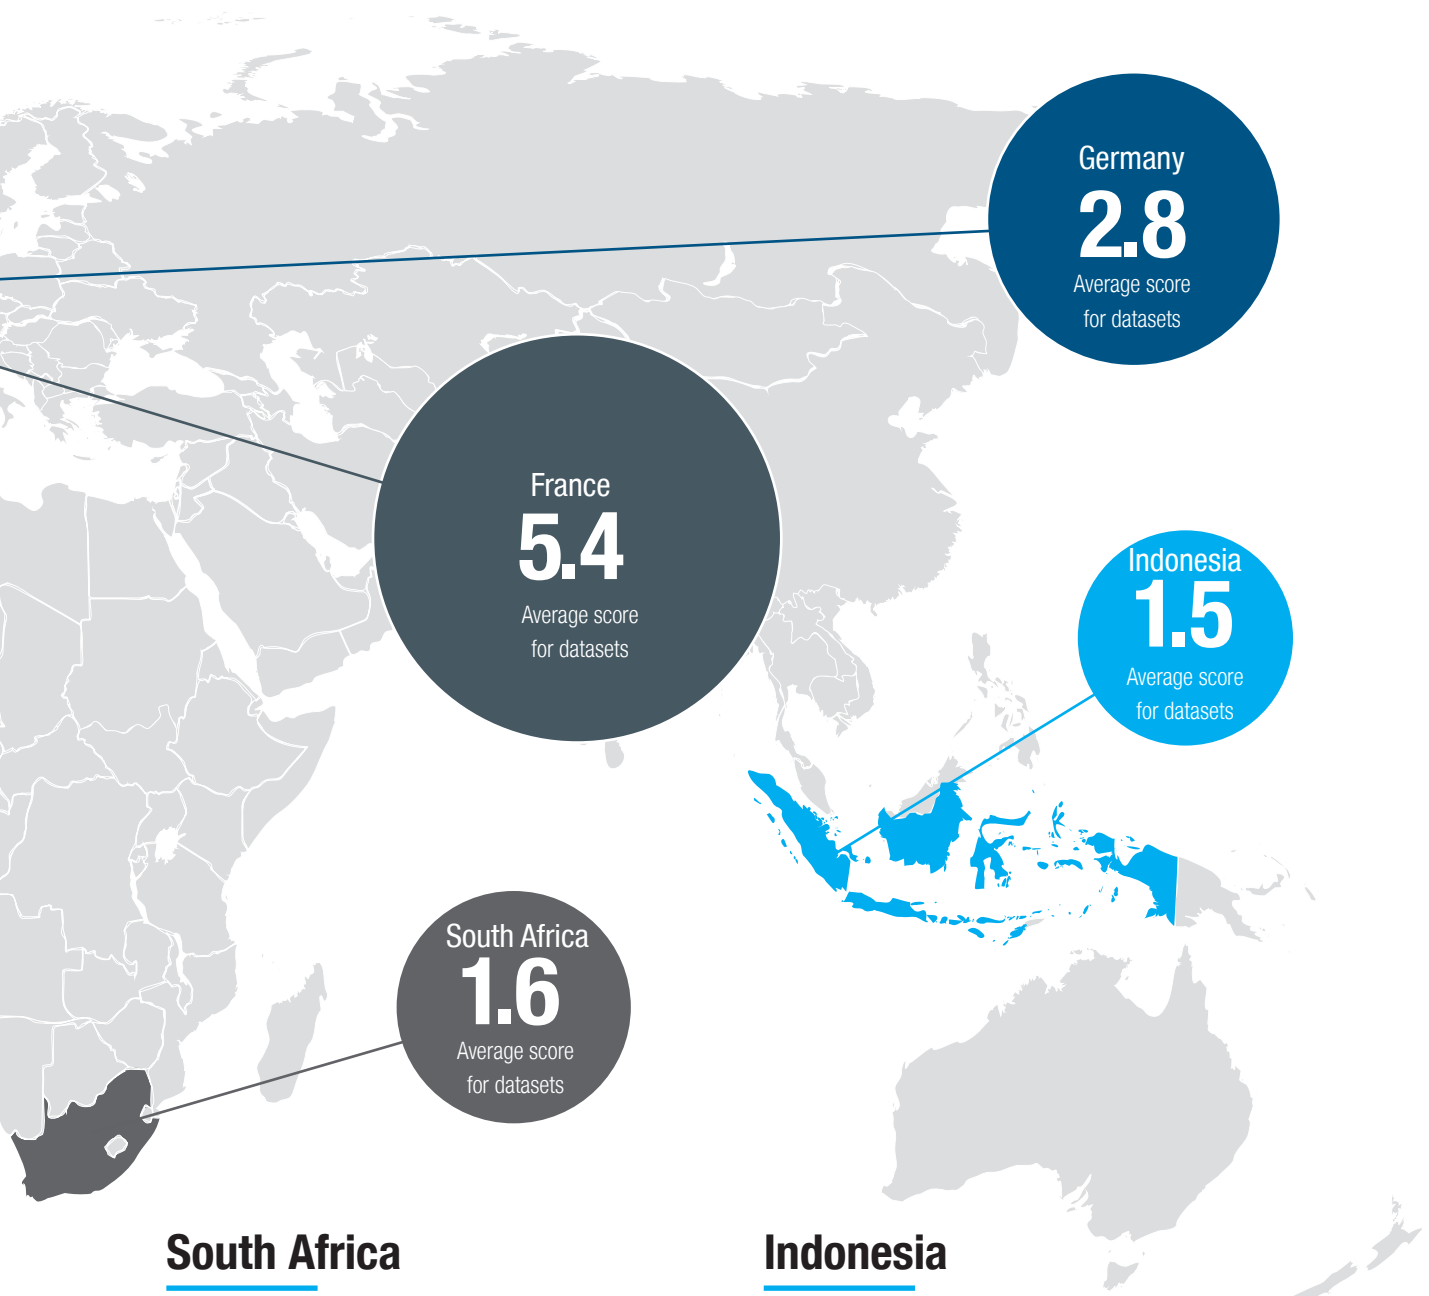 Germany
2.8
Average score
for datasets
France
5.4
Average score
for datasets
Indonesia
1.5
Average score
for datasets
South Africa
1.6
Average score
for datasets
South Africa
Indonesia